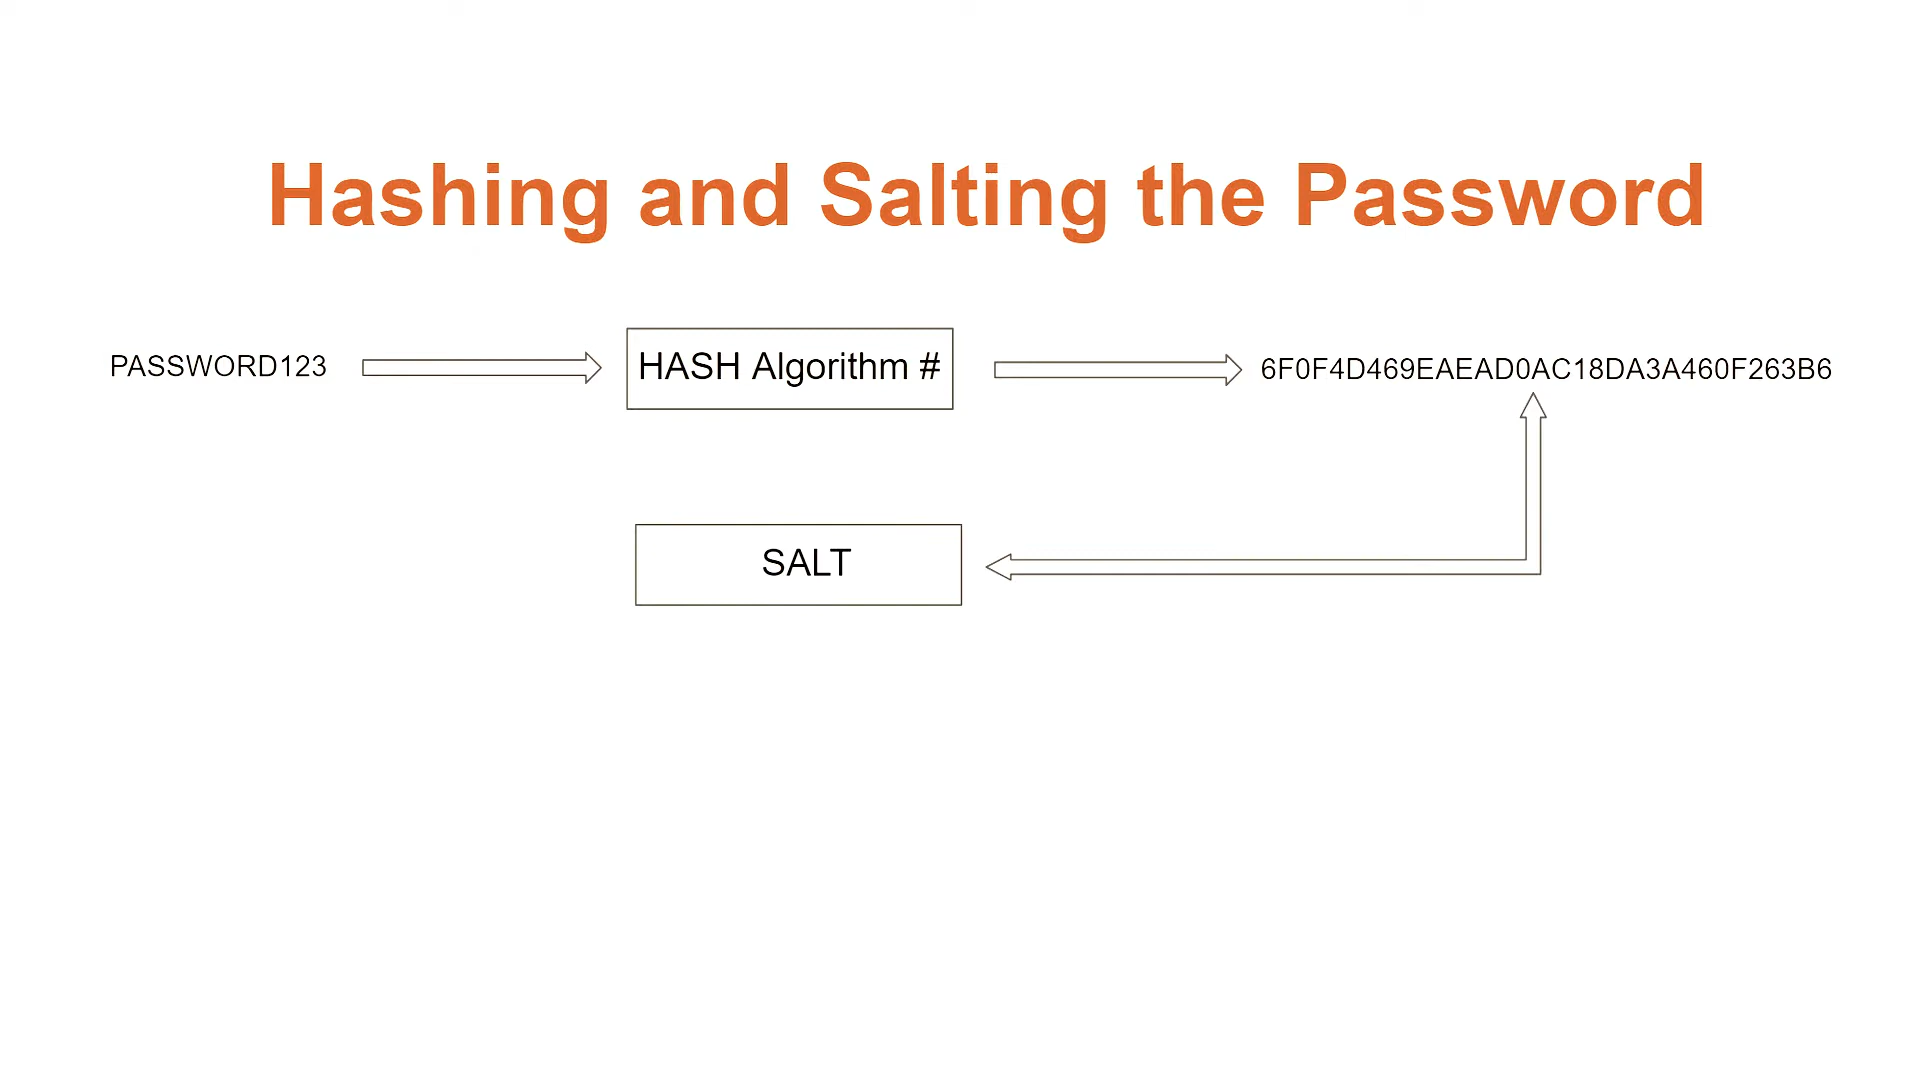 Hashing and Salting the Password
PASSWORD123
HASH Algorithm #
6F0F4D469EAEAD0AC18DA3A460F263B6
SALT